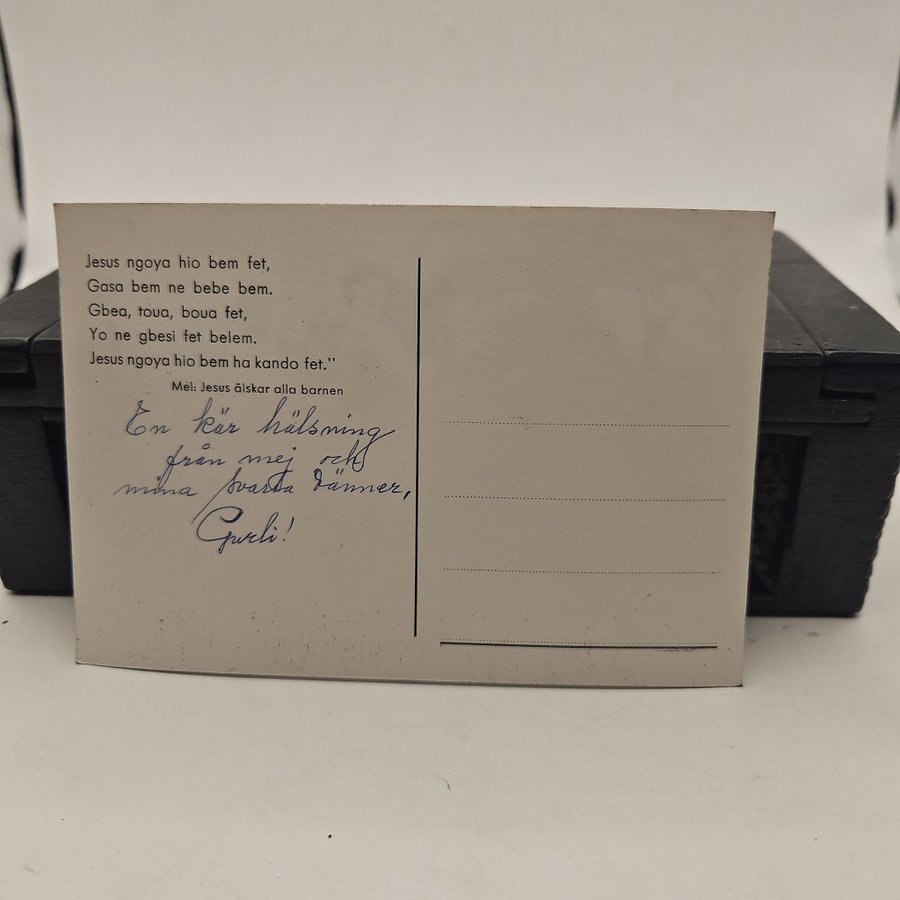 Jesus ngoya hio bem fet,
Gasa bem ne bebe bem.
Gbea, toua, boua fet,
Yo ne gbesi fet belem.
Jesus ngoya hio bem ha kando fet."
Mel: Jesus älskar alla barnen
En kär hälsning
från mej och
mina svarta vänner,
Gurli!